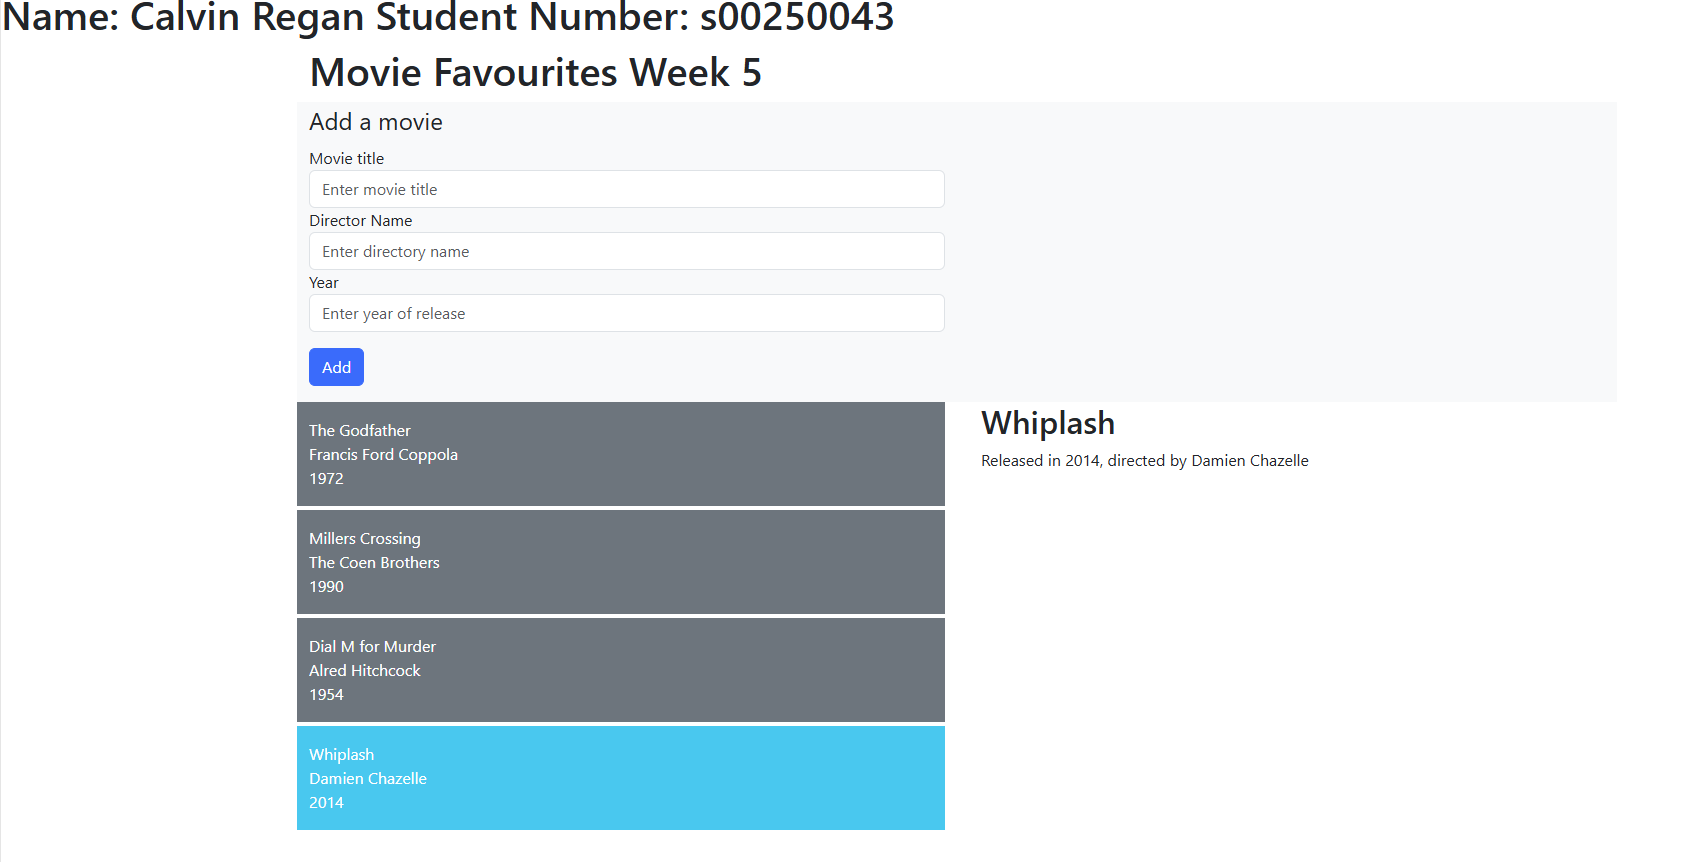 Name: Calvin Regan Student Number: s00250043
Movie Favourites Week 5
Add a movie
Movie title
Enter movie title
Director Name
Enter directory name
Year
Enter year of release
Add
The Godfather
Francis Ford Coppola
1972
Millers Crossing
The Coen Brothers
1990
Dial M for Murder
Alred Hitchcock
1954
Whiplash
Damien Chazelle
2014
Whiplash
Released in 2014, directed by Damien Chazelle